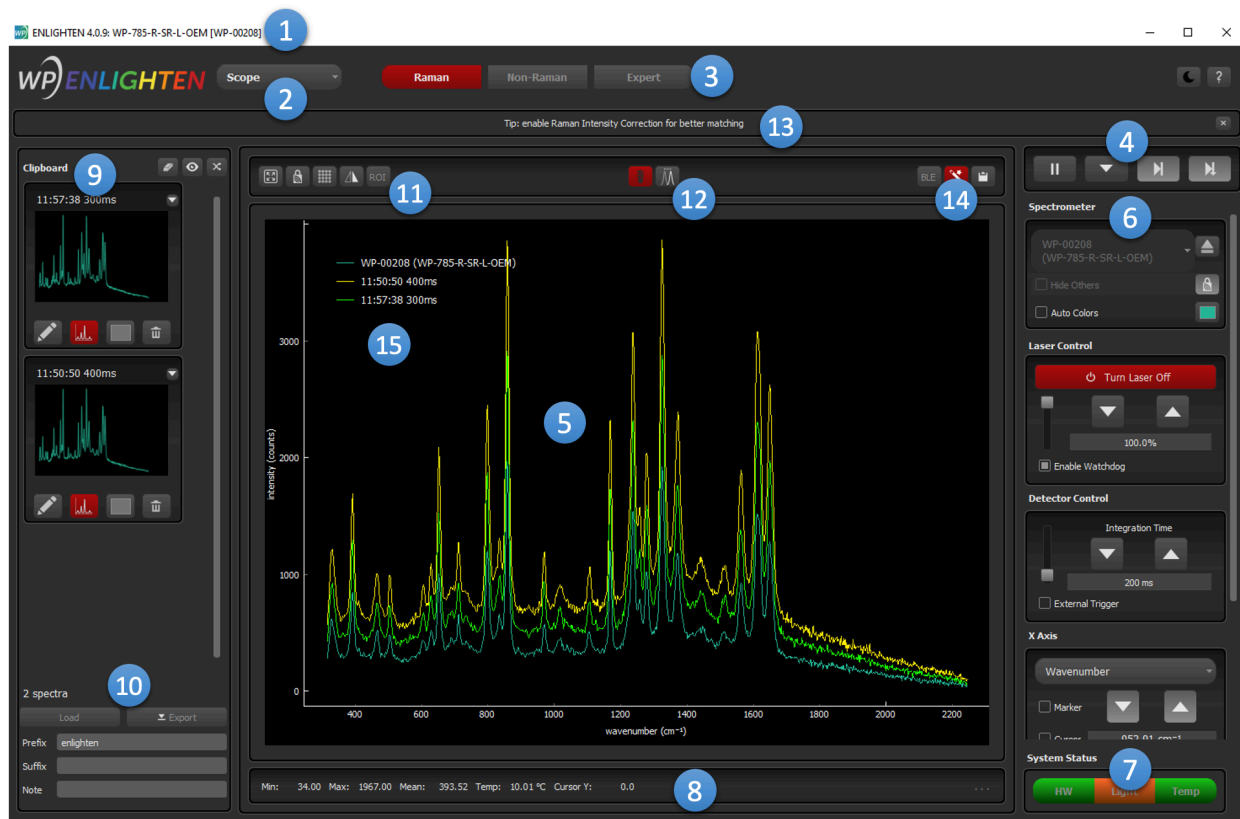 ENLIGHTEN 4.0.9: WP-785-R-SR-L-OEM [WP-00208]
1
WP ENLIGHTEN
Scope
2
Raman
Non-Raman
Expert
3
?
Tip: enable Raman Intensity Correction for better matching
13
Clipboard
9
11:57:38 300ms
11:50:50 400ms
2 spectra
10
Load
Export
Prefix
enlighten
Suffix
Note
ROI
11
12
BLE
14
WP-00208 (WP-785-R-SR-L-OEM)
11:50:50 400ms
11:57:38 300ms
15
5
intensity (counts)
3000
2000
1000
0
400 600 800 1000 1200 1400 1600 1800 2000 2200
wavenumber (cm⁻¹)
Min: 34.00 Max: 1967.00 Mean: 393.52 Temp: 10.01 °C Cursor Y: 0.0
8
...
4
Spectrometer
6
WP-00208
(WP-785-R-SR-L-OEM)
Hide Others
Auto Colors
Laser Control
Turn Laser Off
100.0%
Enable Watchdog
Detector Control
Integration Time
200 ms
External Trigger
X Axis
Wavenumber
Marker
Cursor
952.01 cm⁻¹
System Status
7
HW
Light
Temp